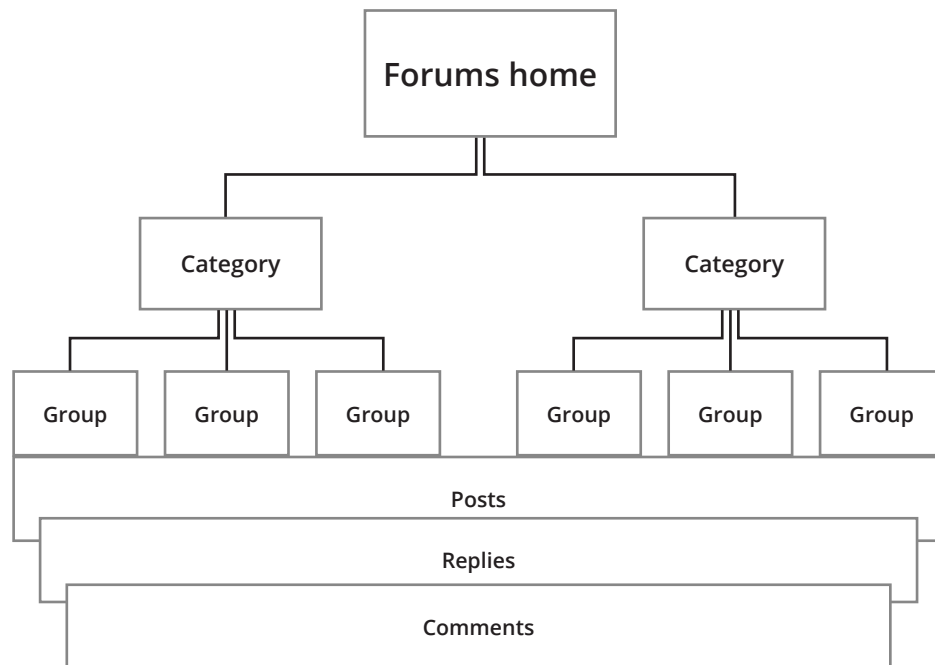 Forums home
Category
Category
Group
Group
Group
Group
Group
Group
Posts
Replies
Comments